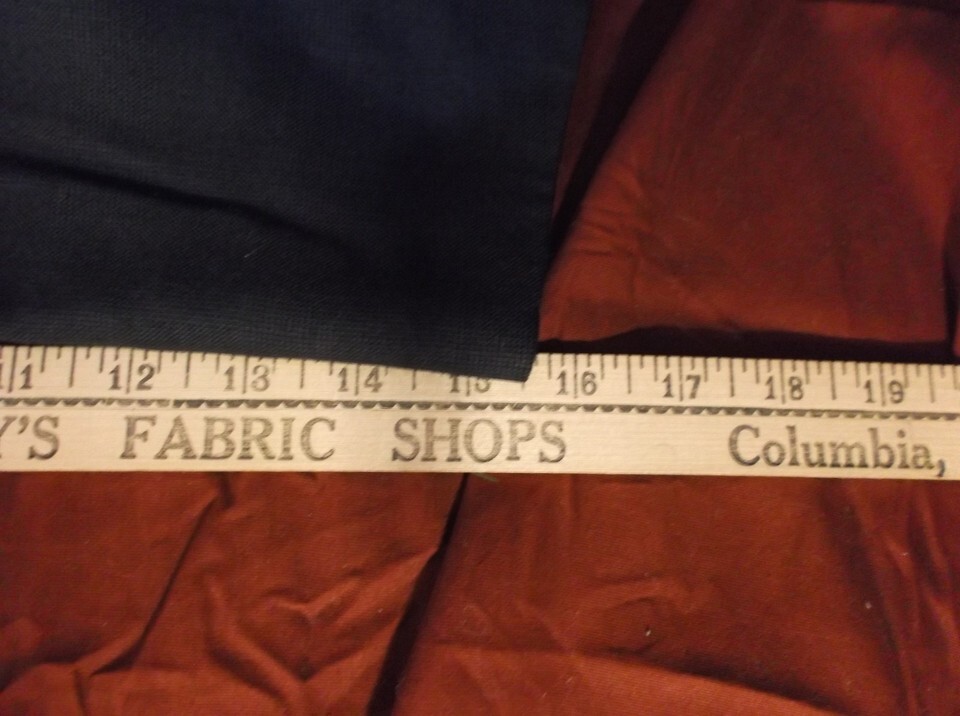 11 12 13 14 15 16 17 18 19
Y'S FABRIC SHOPS Columbia,